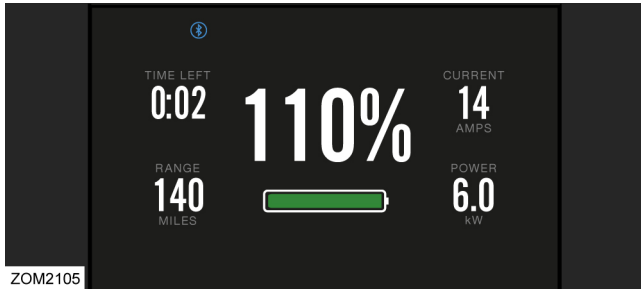 TIME LEFT
0:02
110%
CURRENT
14
AMPS
RANGE
140
MILES
POWER
6.0
kW
ZOM2105